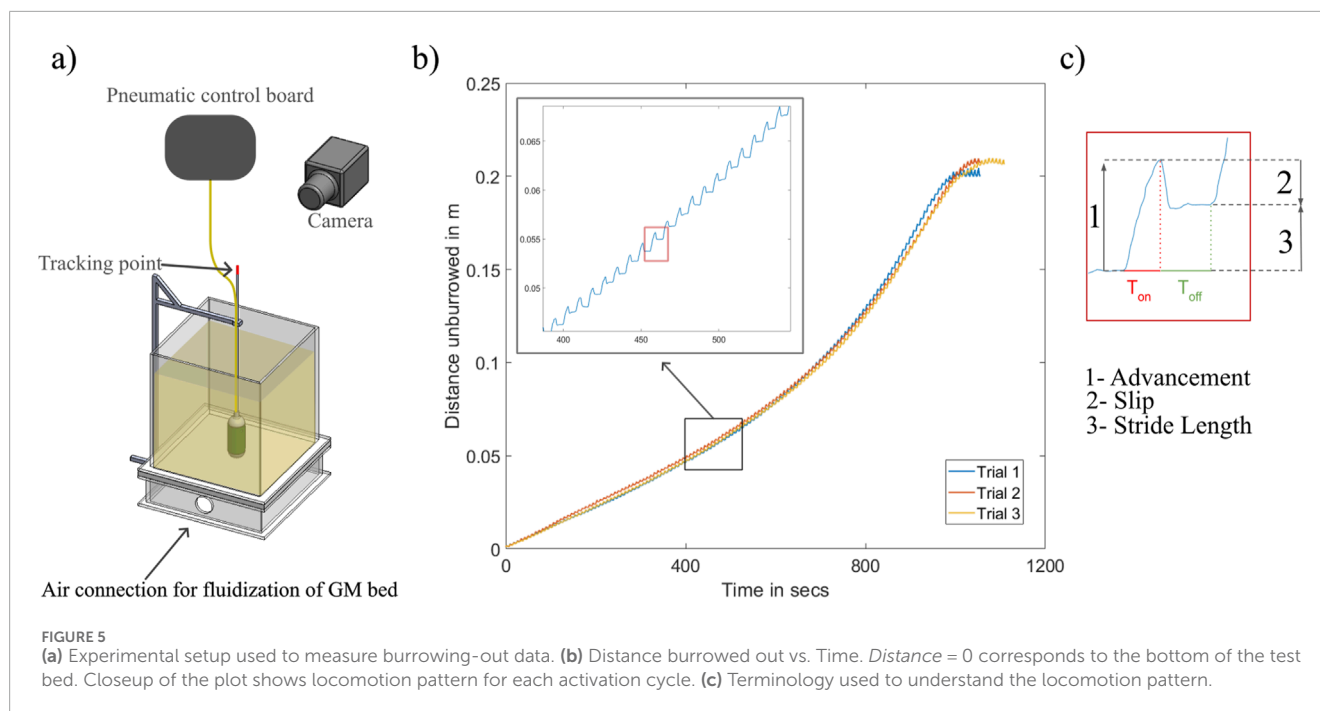 a)
Pneumatic control board
Camera
Tracking point
Air connection for fluidization of GM bed
b)
Distance unburrowed in m
0.25
0.2
0.15
0.1
0.05
0
0.065
0.06
0.055
0.05
400
450
500
Trial 1
Trial 2
Trial 3
0
400
600
800
1000
1200
Time in secs
c)
1
2
3
Ton
Toff
1- Advancement
2- Slip
3- Stride Length
FIGURE 5
(a) Experimental setup used to measure burrowing-out data. (b) Distance burrowed out vs. Time. Distance = 0 corresponds to the bottom of the test
bed. Closeup of the plot shows locomotion pattern for each activation cycle. (c) Terminology used to understand the locomotion pattern.